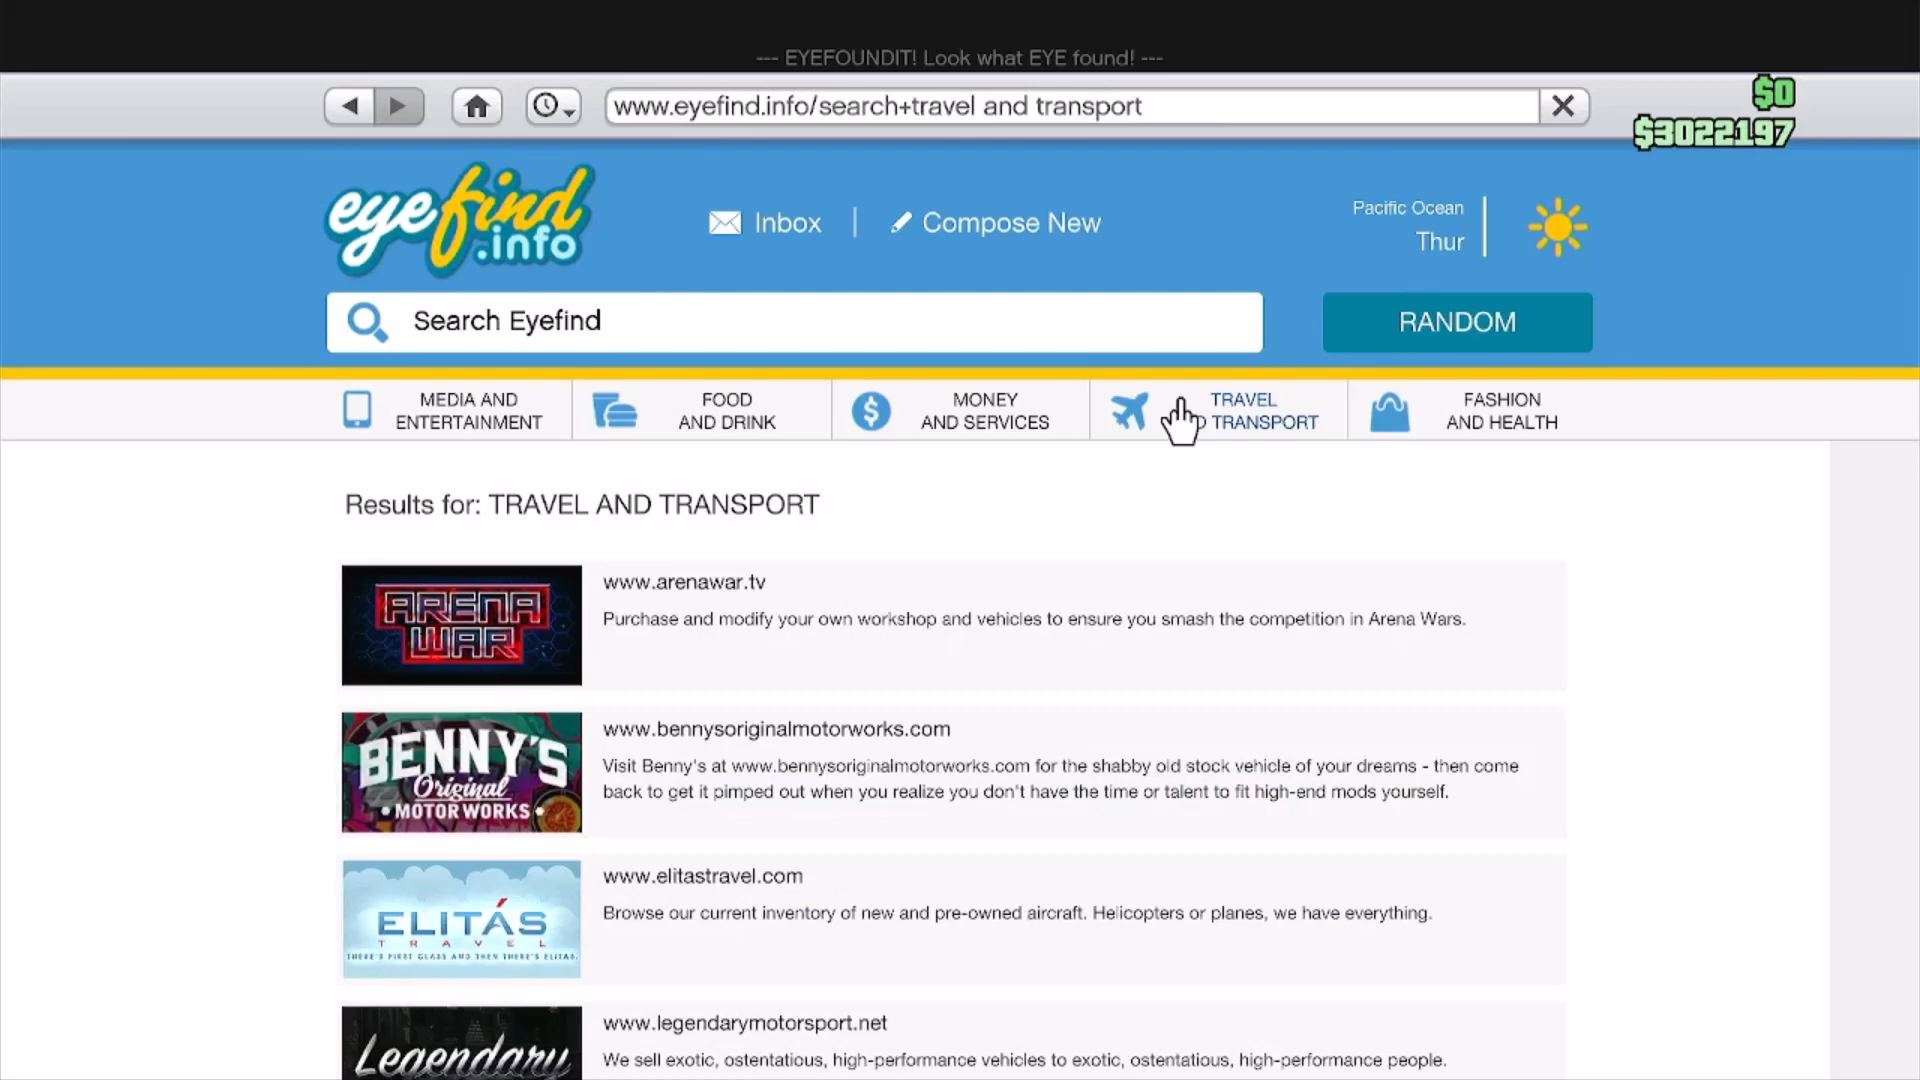 --- EYEFOUNDIT! Look what EYE found! ---
www.eyefind.info/search+travel and transport
$0
$3022197
eyefind
.info
Inbox
Compose New
Pacific Ocean
Thur
Search Eyefind
RANDOM
MEDIA AND
ENTERTAINMENT
FOOD
AND DRINK
MONEY
AND SERVICES
TRAVEL
D TRANSPORT
FASHION
AND HEALTH
Results for: TRAVEL AND TRANSPORT
ARENA
WAR
www.arenawar.tv
Purchase and modify your own workshop and vehicles to ensure you smash the competition in Arena Wars.
BENNY'S
Original
• MOTOR WORKS •
www.bennysoriginalmotorworks.com
Visit Benny's at www.bennysoriginalmotorworks.com for the shabby old stock vehicle of your dreams - then come
back to get it pimped out when you realize you don't have the time or talent to fit high-end mods yourself.
ELITÁS
TRAVEL
THERE'S FIRST CLASS AND THEN THERE'S ELITAS.
www.elitastravel.com
Browse our current inventory of new and pre-owned aircraft. Helicopters or planes, we have everything.
Legendary
www.legendarymotorsport.net
We sell exotic, ostentatious, high-performance vehicles to exotic, ostentatious, high-performance people.